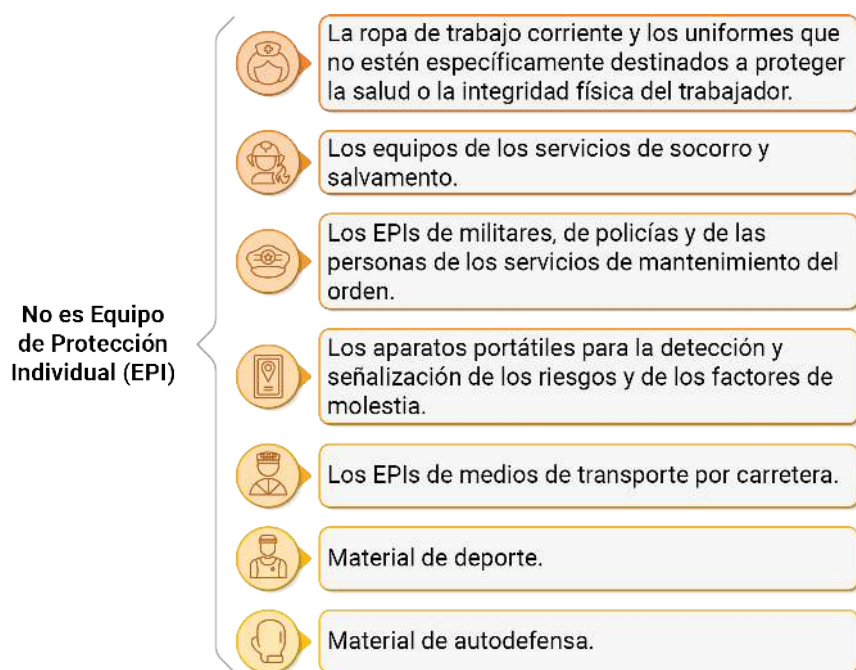 No es Equipo
de Protección
Individual (EPI)
La ropa de trabajo corriente y los uniformes que
no estén específicamente destinados a proteger
la salud o la integridad física del trabajador.
Los equipos de los servicios de socorro y
salvamento.
Los EPIs de militares, de policías y de las
personas de los servicios de mantenimiento del
orden.
Los aparatos portátiles para la detección y
señalización de los riesgos y de los factores de
molestia.
Los EPIs de medios de transporte por carretera.
Material de deporte.
Material de autodefensa.